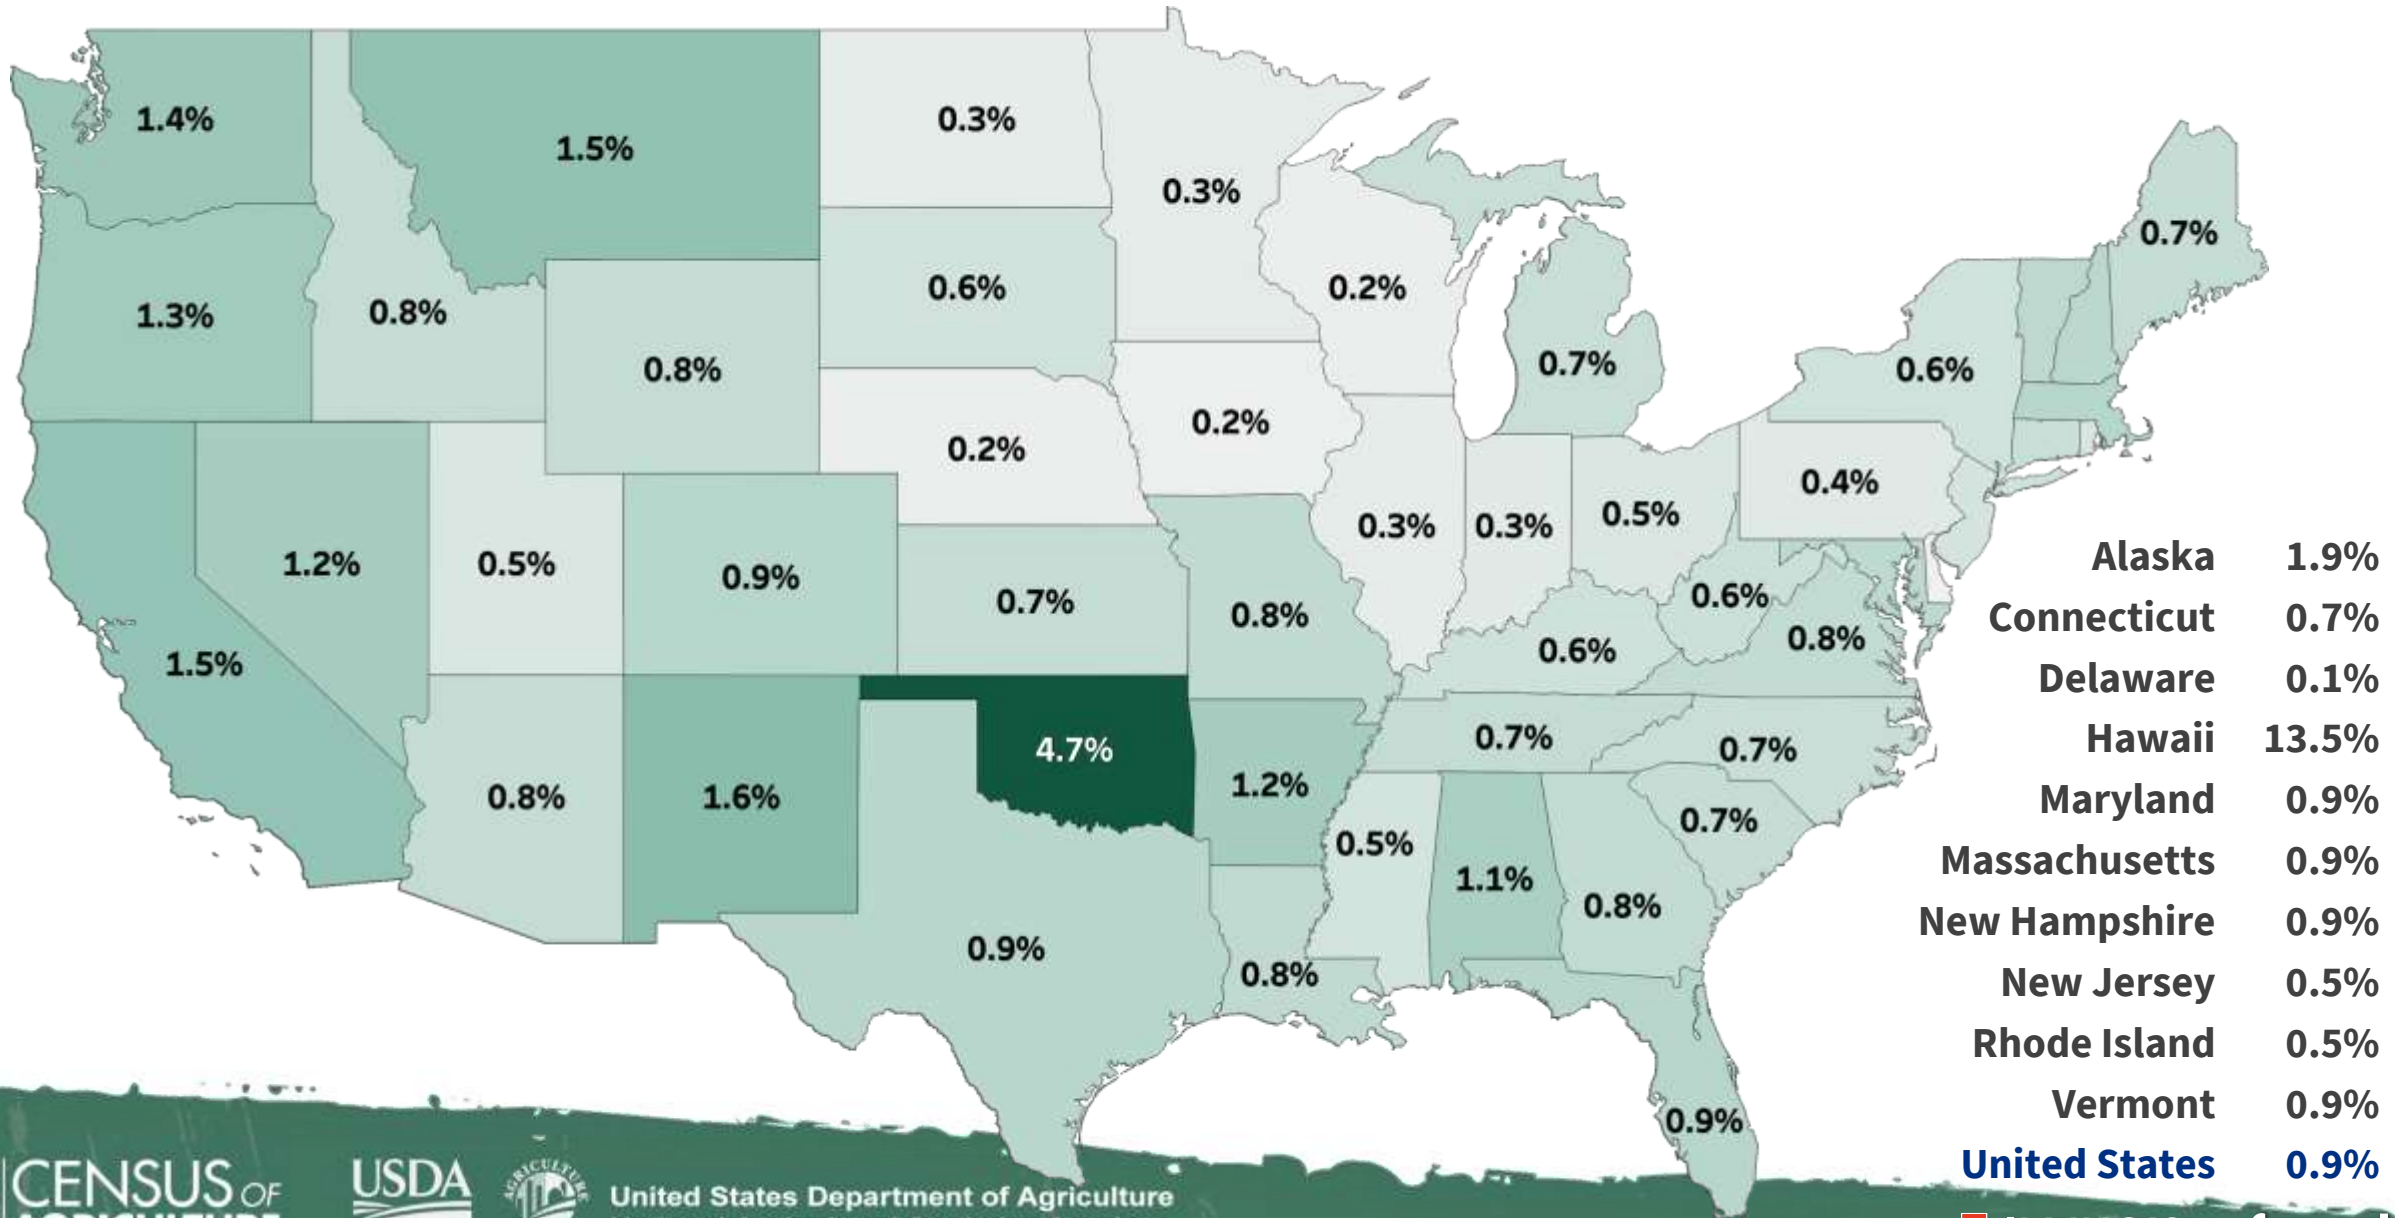 1.4%
1.5%
0.3%
0.3%
0.7%
1.3%
0.8%
0.8%
0.6%
0.2%
0.7%
0.6%
0.2%
0.2%
0.4%
1.5%
1.2%
0.5%
0.9%
0.7%
0.8%
0.3%
0.3%
0.5%
0.6%
0.6%
0.8%
0.8%
1.6%
4.7%
1.2%
0.7%
0.7%
0.5%
1.1%
0.8%
0.7%
0.9%
0.8%
0.9%
Alaska 1.9%
Connecticut 0.7%
Delaware 0.1%
Hawaii 13.5%
Maryland 0.9%
Massachusetts 0.9%
New Hampshire 0.9%
New Jersey 0.5%
Rhode Island 0.5%
Vermont 0.9%
United States 0.9%
CENSUS OF
AGRICULTURE
USDA
AGRICULTURE
United States Department of Agriculture